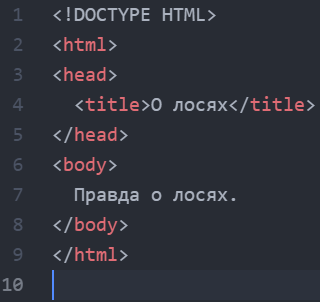 1 <!DOCTYPE HTML>
2 <html>
3 <head>
4 <title>О лосях</title>
5 </head>
6 <body>
7 Правда о лосях.
8 </body>
9 </html>
10